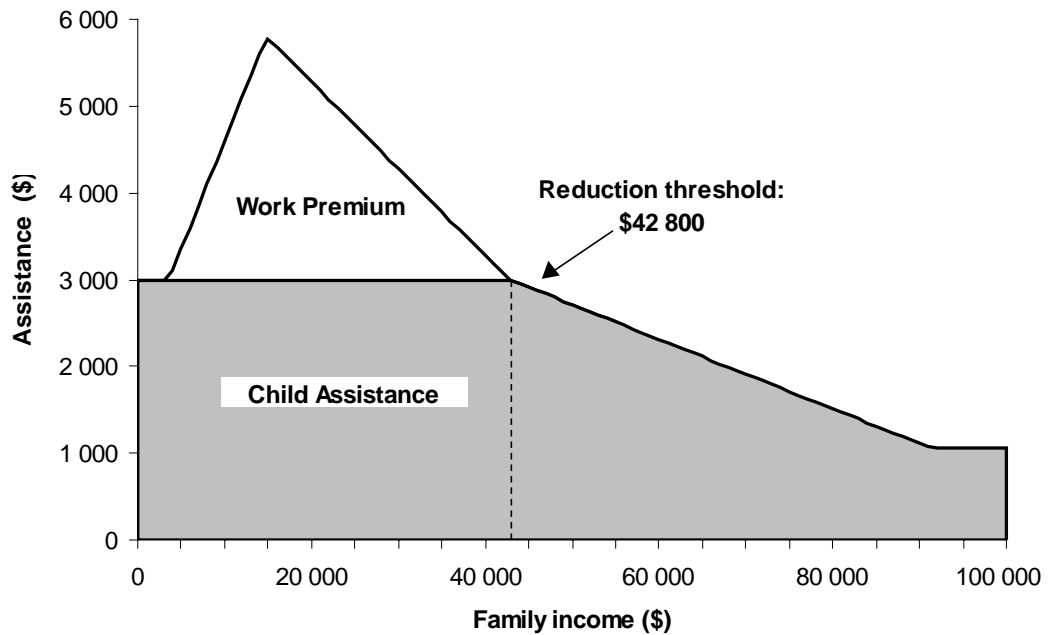 6 000
5 000
4 000
3 000
2 000
1 000
0
Assistance ($)
Work Premium
Reduction threshold:
$42 800
Child Assistance
0
20 000
40 000
60 000
80 000
100 000
Family income ($)